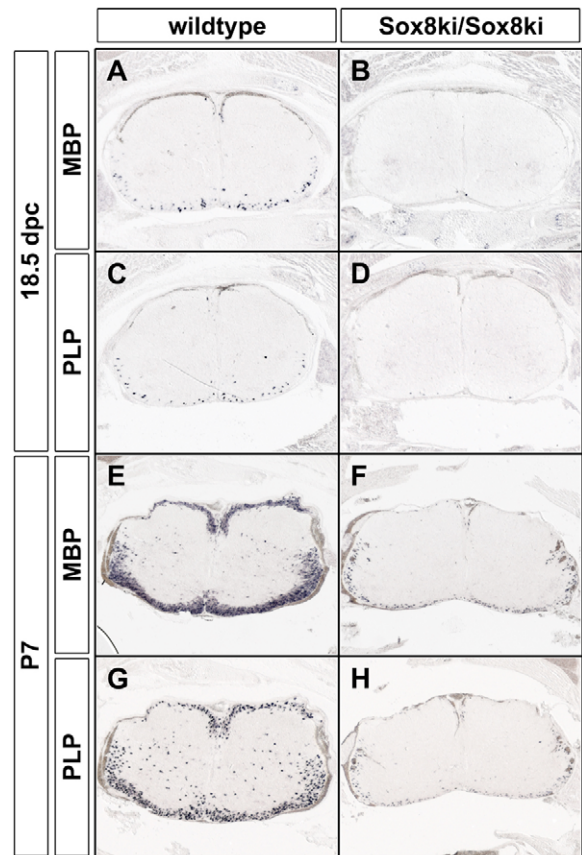 wildtype
Sox8ki/Sox8ki
18.5 dpc
MBP
A
B
PLP
C
D
P7
MBP
E
F
PLP
G
H